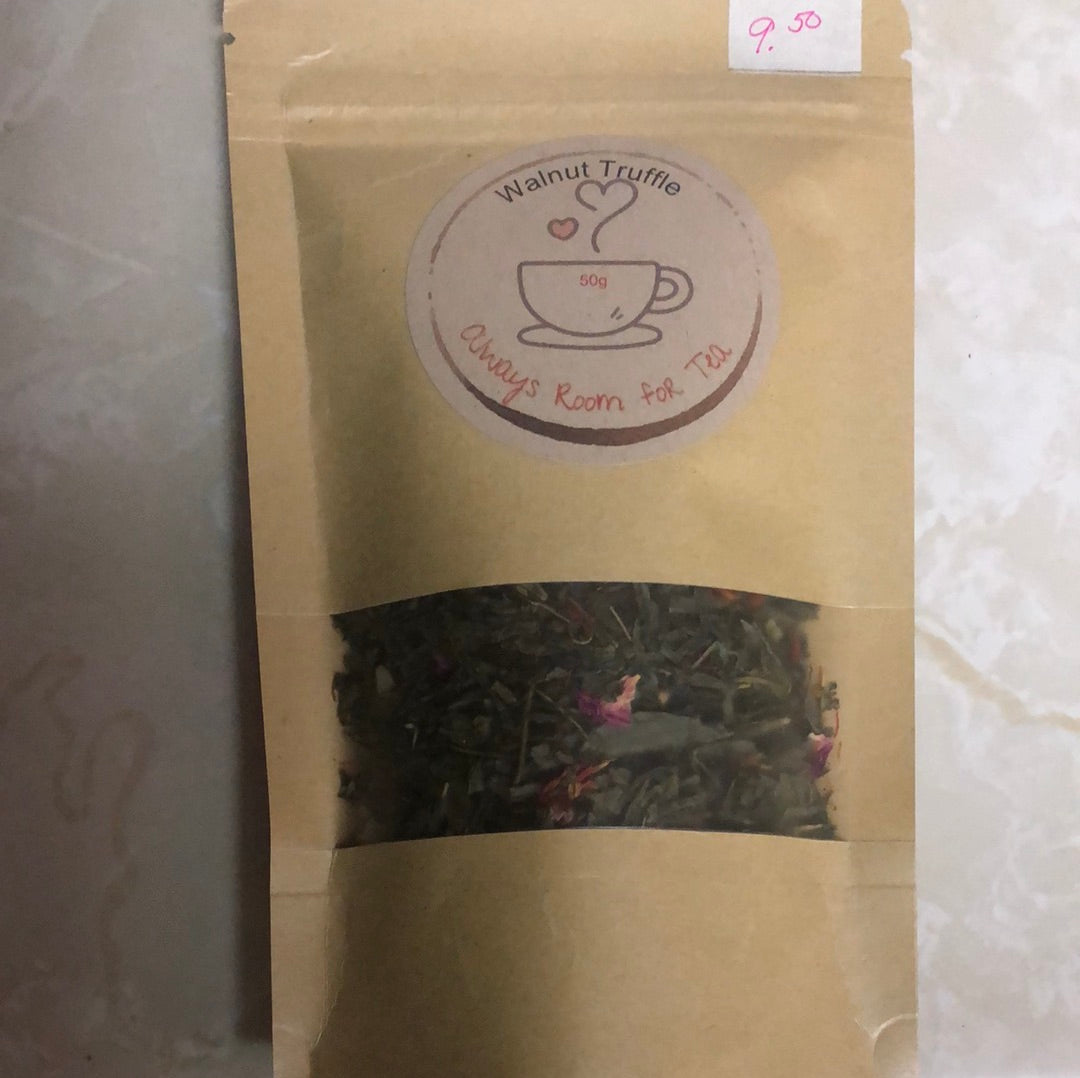 9.50
Walnut Truffle
50g
Always Room for Tea